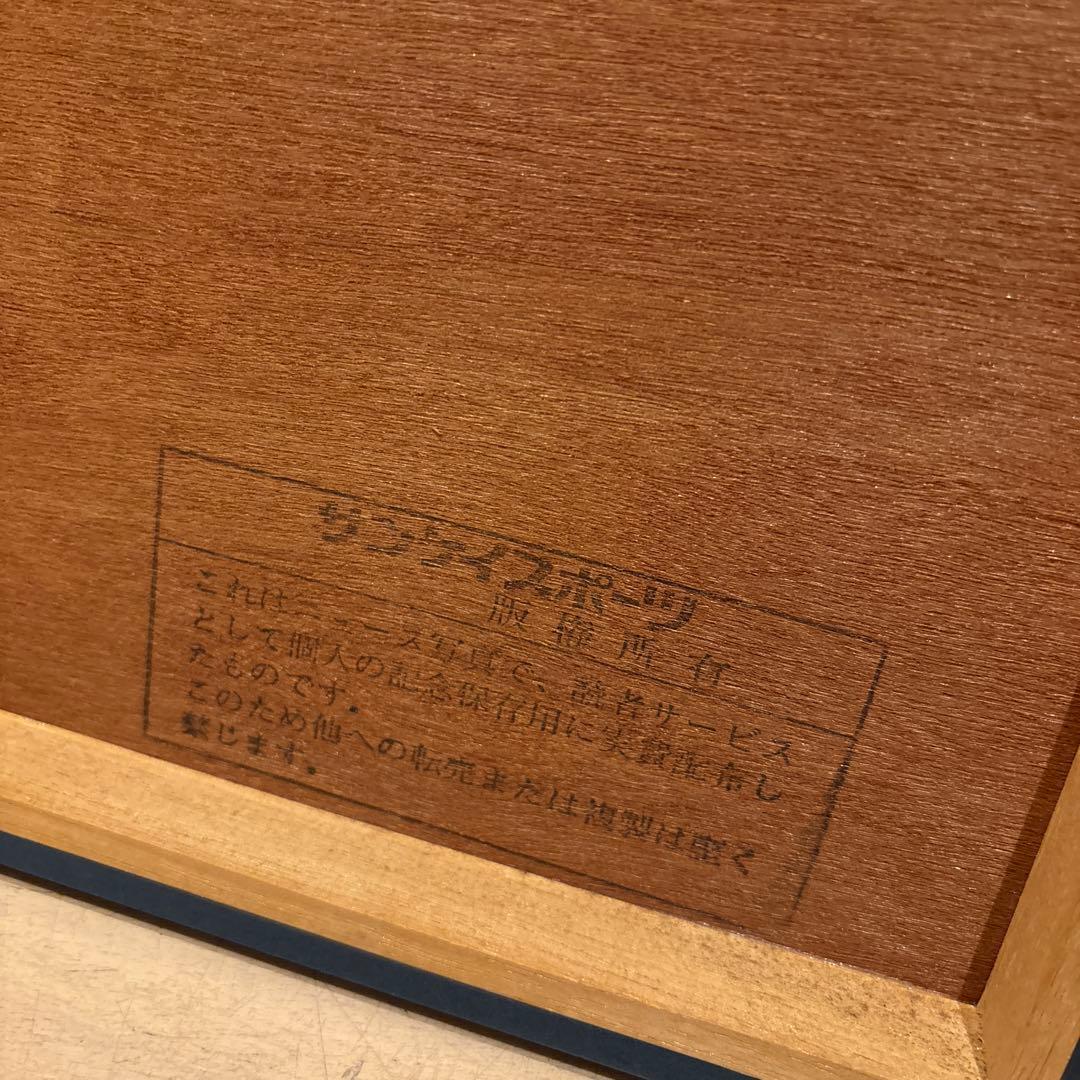 サンケイスポーツ
版権所有
これはニュース写真で、読者サービス
として個人の記念保存用に実費配布し
たものです。
このため他への転売または複製は堅く
禁じます。